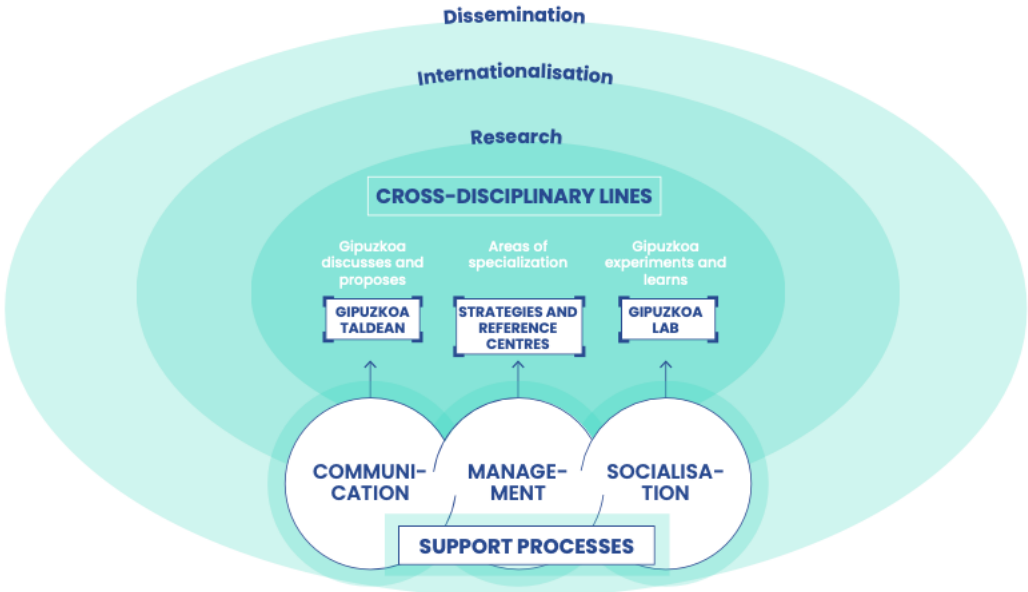 Dissemination
Internationalisation
Research
CROSS-DISCIPLINARY LINES
Gipuzkoa
discusses and
proposes
GIPUZKOA
TALDEAN
Areas of
specialization
STRATEGIES AND
REFERENCE
CENTRES
Gipuzkoa
experiments and
learns
GIPUZKOA
LAB
COMMUNI-
CATION
MANAGE-
MENT
SOCIALISA-
TION
SUPPORT PROCESSES